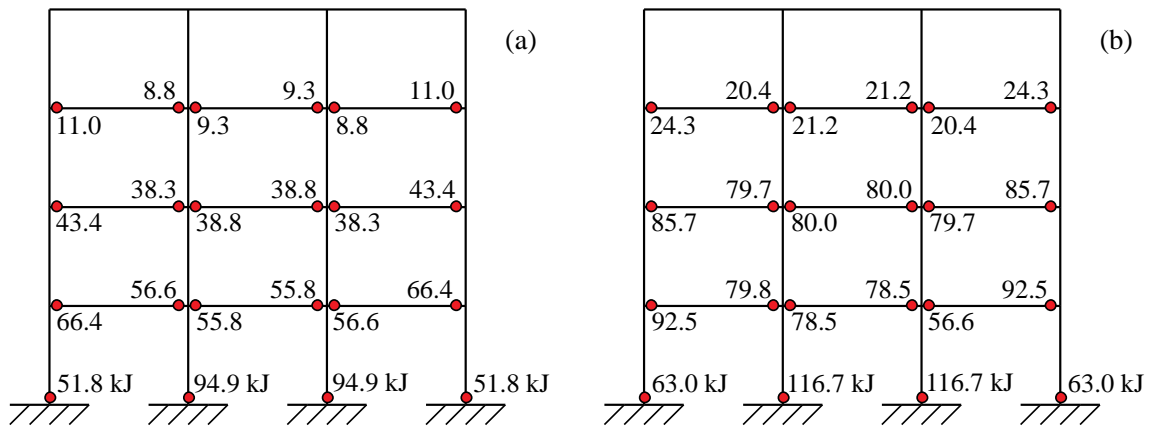 (a) (b)
8.8 9.3 11.0 20.4 21.2 24.3
11.0 9.3 8.8 24.3 21.2 20.4
38.3 38.8 43.4 79.7 80.0 85.7
43.4 38.8 38.3 85.7 80.0 79.7
56.6 55.8 66.4 79.8 78.5 92.5
66.4 55.8 56.6 92.5 78.5 56.6
51.8 kJ 94.9 kJ 94.9 kJ 51.8 kJ 63.0 kJ 116.7 kJ 116.7 kJ 63.0 kJ